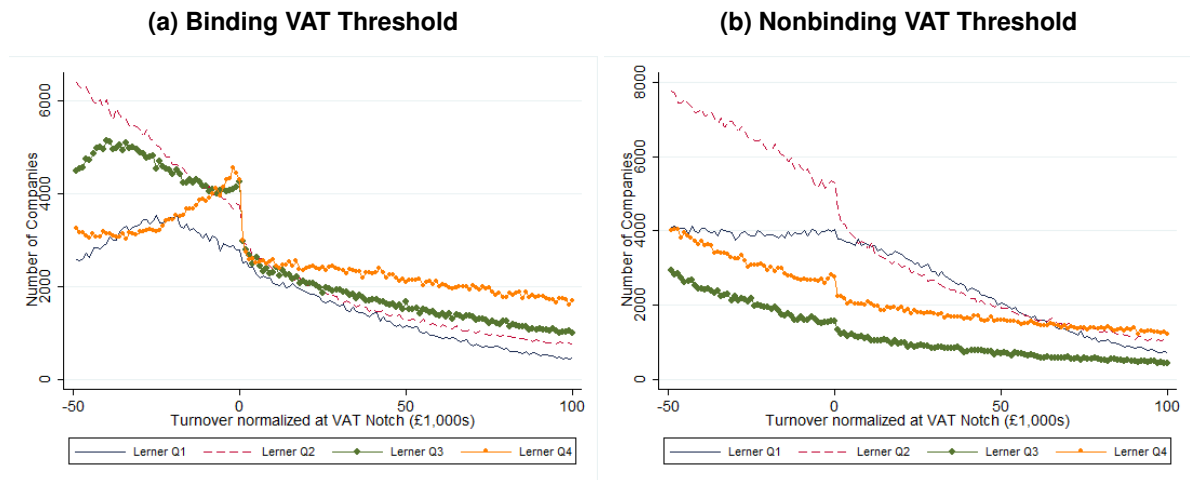 (a) Binding VAT Threshold
Number of Companies
6000
4000
2000
0
-50
0
50
100
Turnover normalized at VAT Notch (£1,000s)
Lerner Q1
Lerner Q2
Lerner Q3
Lerner Q4
(b) Nonbinding VAT Threshold
Number of Companies
8000
6000
4000
2000
0
-50
0
50
100
Turnover normalized at VAT Notch (£1,000s)
Lerner Q1
Lerner Q2
Lerner Q3
Lerner Q4